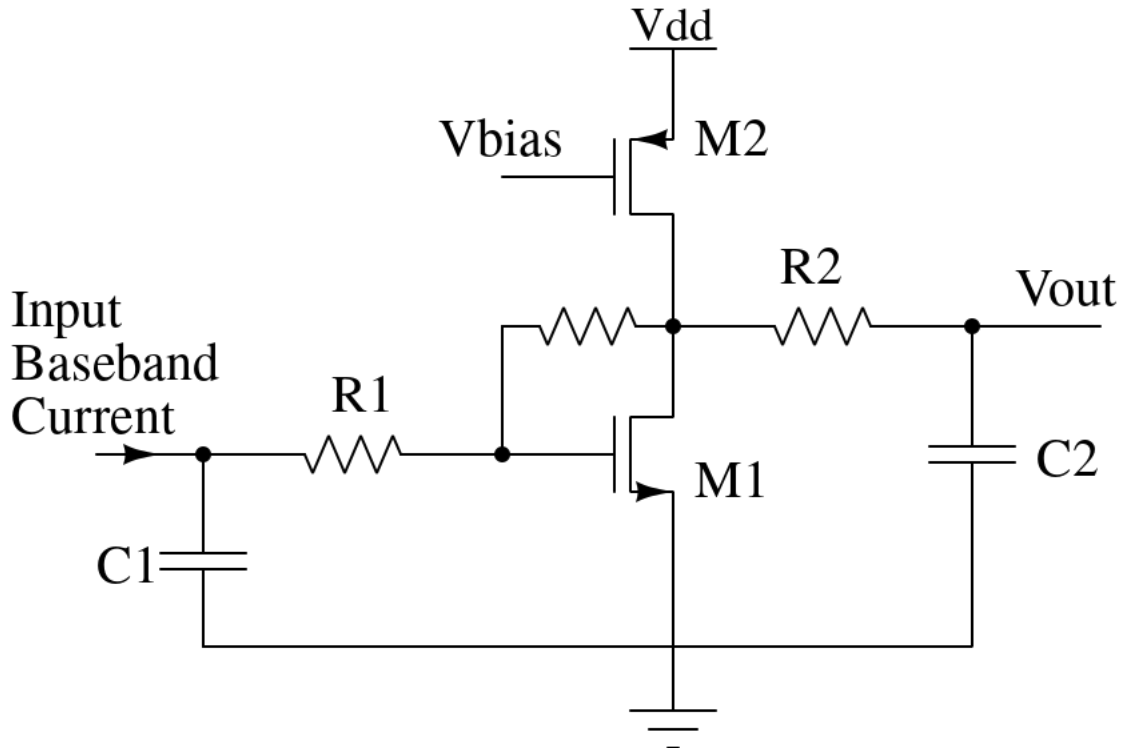 Vdd
Vbias
M2
R2
Vout
Input
Baseband
Current
R1
M1
C2
C1